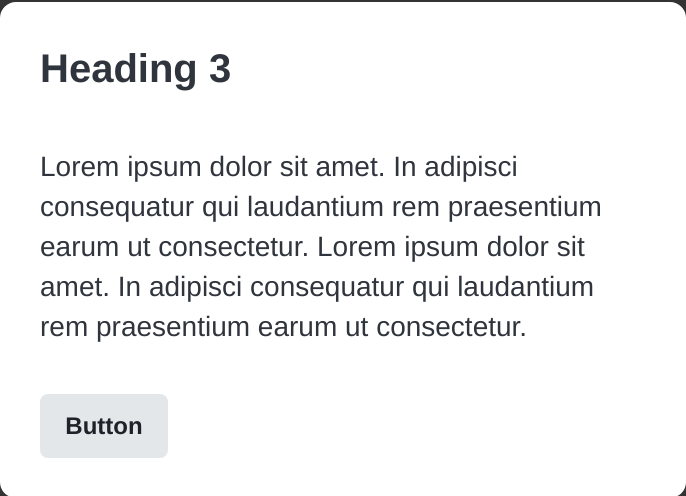 Heading 3
Lorem ipsum dolor sit amet. In adipisci
consequatur qui laudantium rem praesentium
earum ut consectetur. Lorem ipsum dolor sit
amet. In adipisci consequatur qui laudantium
rem praesentium earum ut consectetur.
Button